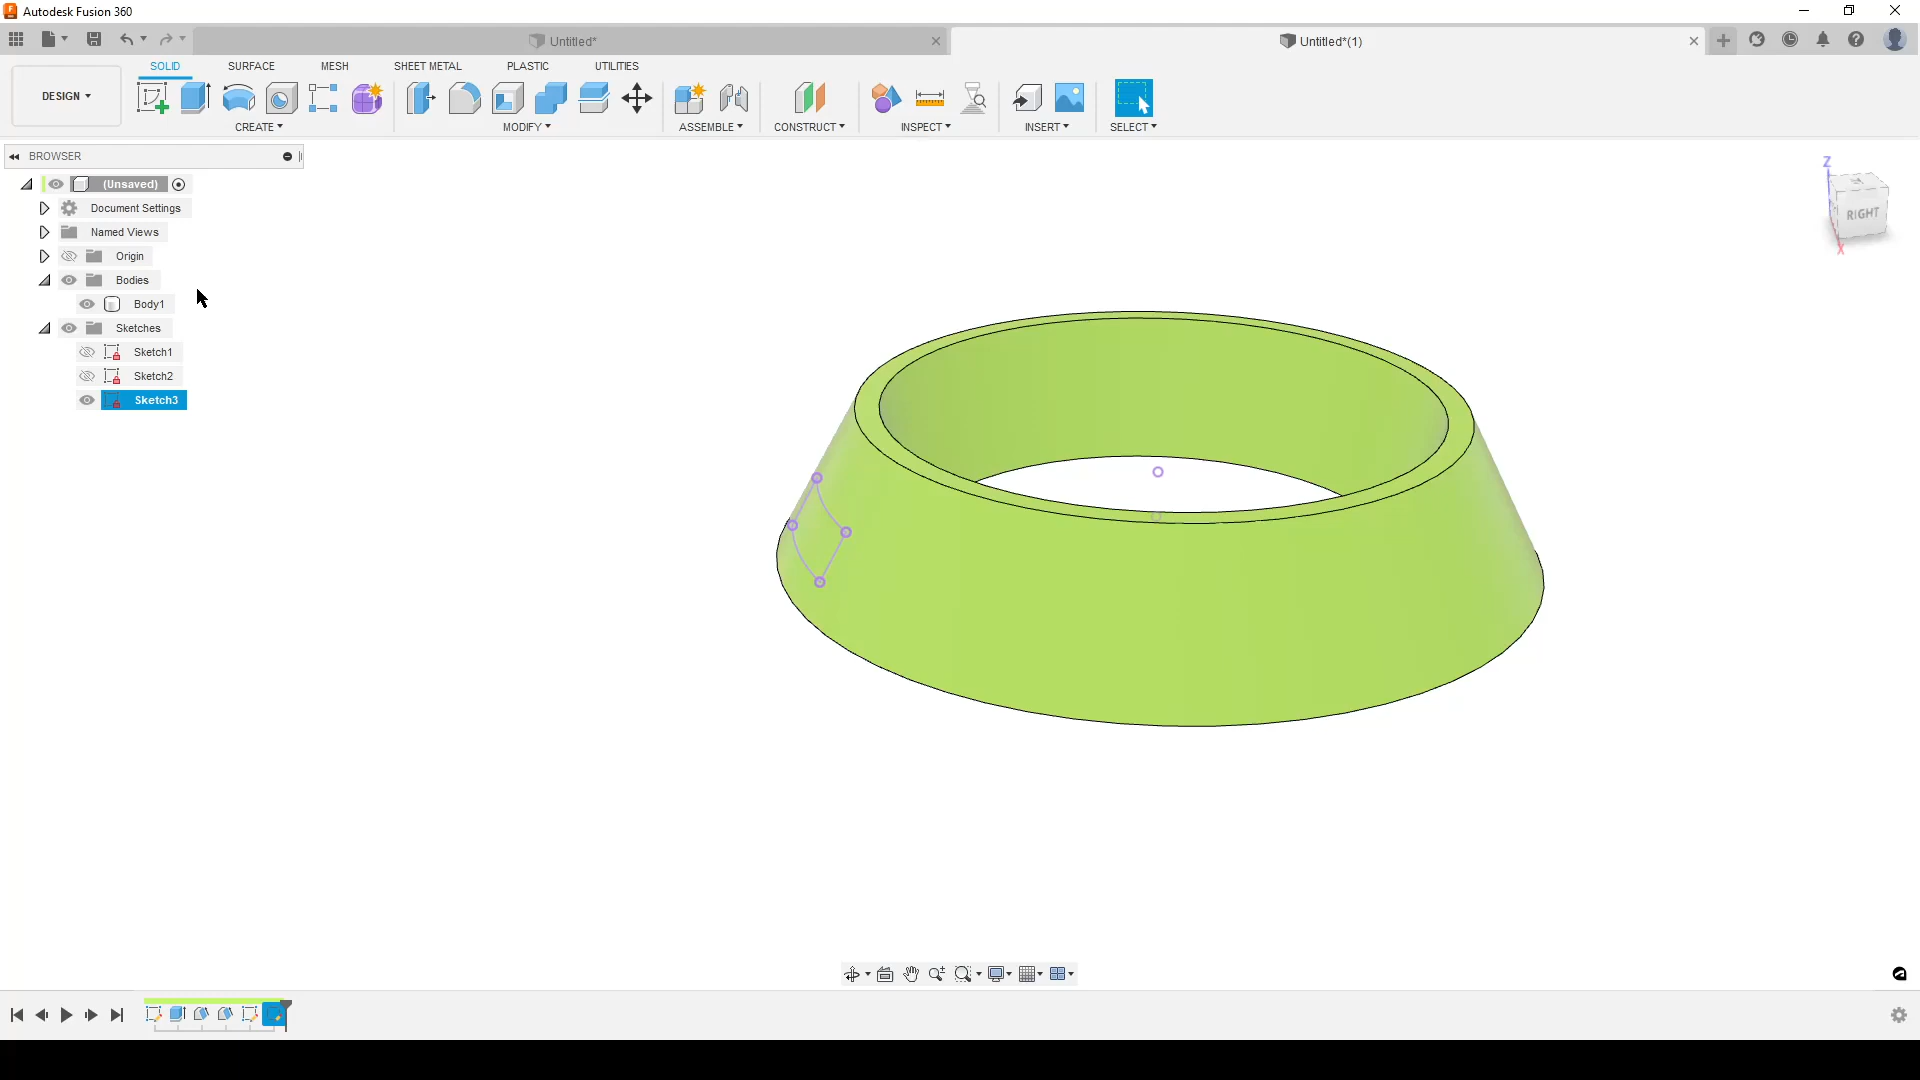 Autodesk Fusion 360
Untitled*
Untitled*(1)
SOLID SURFACE MESH SHEET METAL PLASTIC UTILITIES
DESIGN
CREATE MODIFY ASSEMBLE CONSTRUCT INSPECT INSERT SELECT
BROWSER
(Unsaved)
Document Settings
Named Views
Origin
Bodies
Body1
Sketches
Sketch1
Sketch2
Sketch3
Z
RIGHT
X